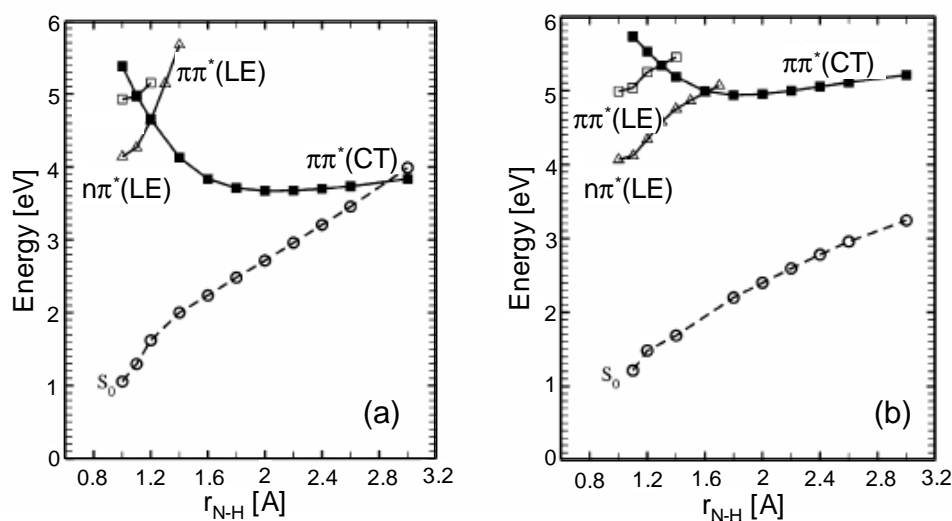 6
5
4
3
2
1
0
Energy [eV]
ππ*(LE)
ππ*(CT)
nπ*(LE)
S0
(a)
0.8 1.2 1.6 2 2.4 2.8 3.2
rN-H [A]
6
5
4
3
2
1
0
Energy [eV]
ππ*(CT)
ππ*(LE)
nπ*(LE)
S0
(b)
0.8 1.2 1.6 2 2.4 2.8 3.2
rN-H [A]